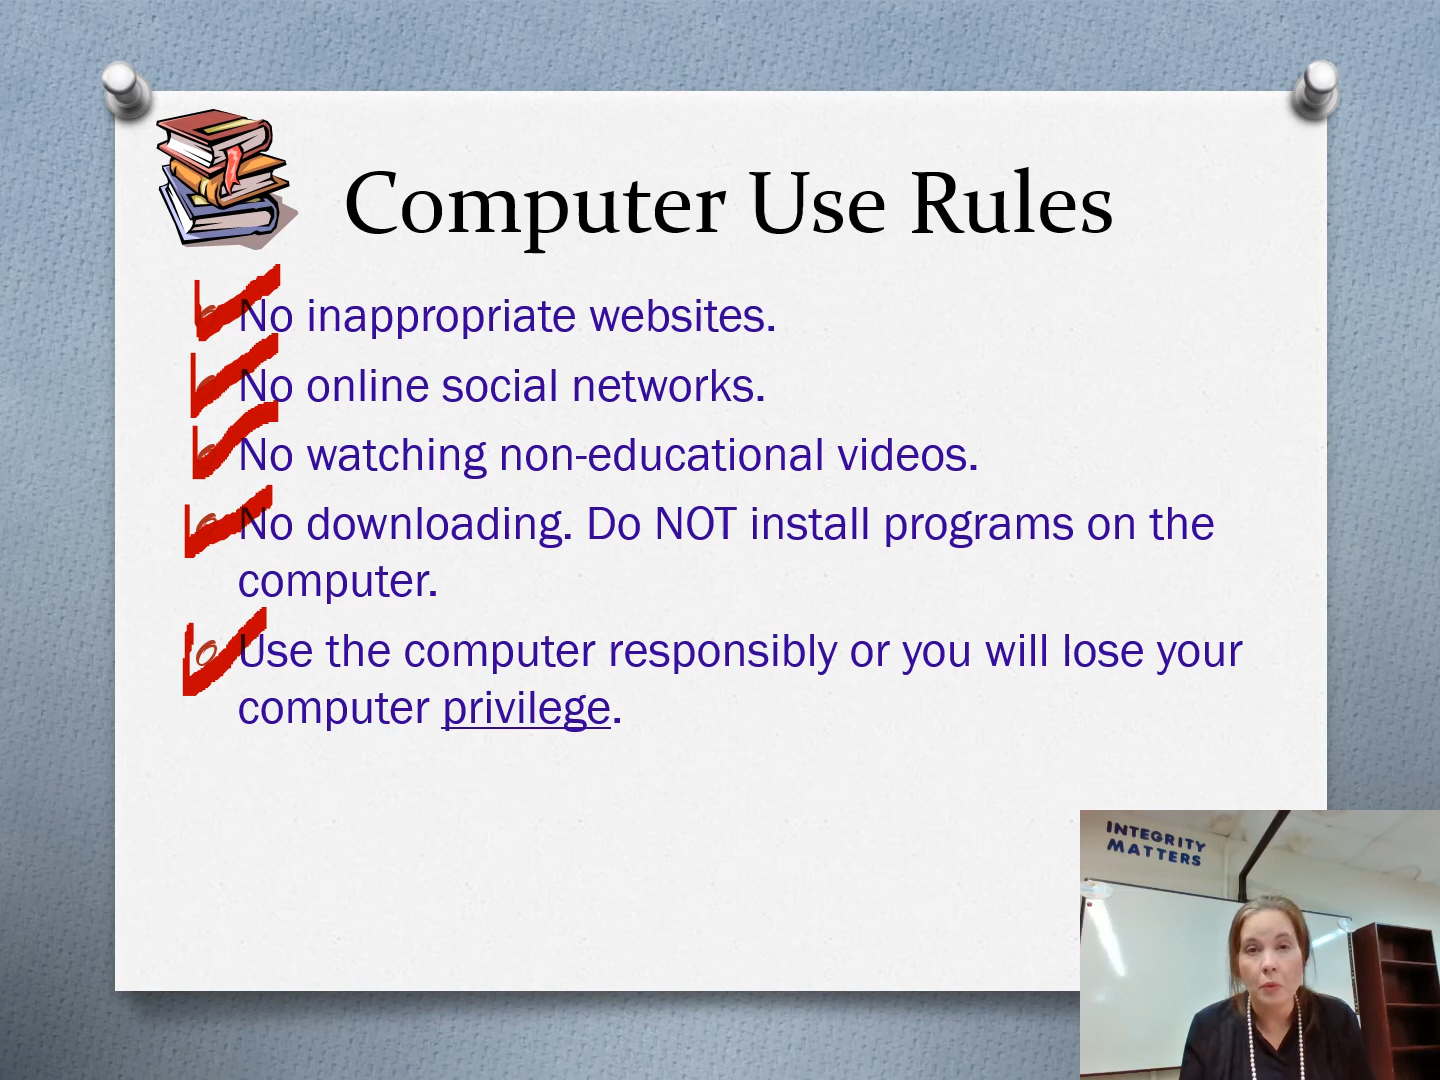 Computer Use Rules
No inappropriate websites.
No online social networks.
No watching non-educational videos.
No downloading. Do NOT install programs on the
computer.
Use the computer responsibly or you will lose your
computer privilege.
INTEGRITY
MATTERS